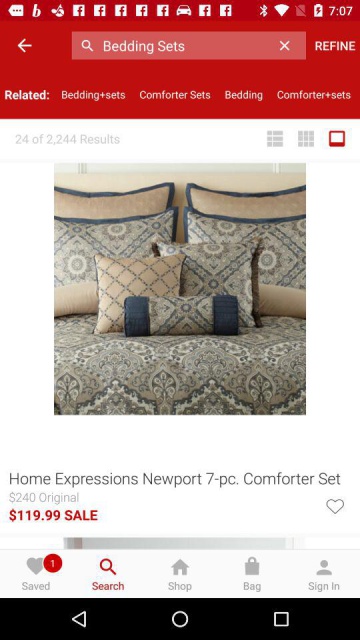 7:07
Bedding Sets
REFINE
Related: Bedding+sets Comforter Sets Bedding Comforter+sets
24 of 2,244 Results
Home Expressions Newport 7-pc. Comforter Set
$240 Original
$119.99 SALE
1
Saved Search Shop Bag Sign In